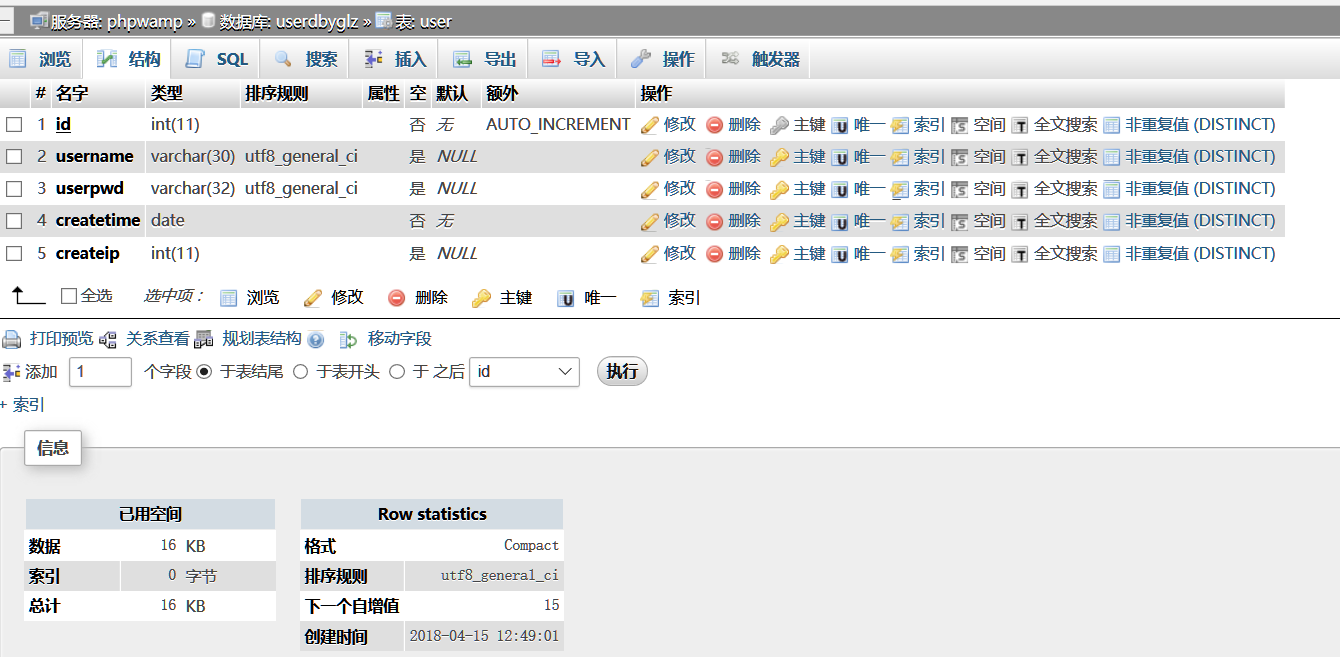 服务器: phpwamp » 数据库: userdbyglz » 表: user
浏览 结构 SQL 搜索 插入 导出 导入 操作 触发器
# 名字 类型 排序规则 属性 空 默认 额外 操作
1 id int(11) 否 无 AUTO_INCREMENT 修改 删除 主键 U 唯一 索引 S 空间 T 全文搜索 非重复值 (DISTINCT)
2 username varchar(30) utf8_general_ci 是 NULL 修改 删除 主键 U 唯一 索引 S 空间 T 全文搜索 非重复值 (DISTINCT)
3 userpwd varchar(32) utf8_general_ci 是 NULL 修改 删除 主键 U 唯一 索引 S 空间 T 全文搜索 非重复值 (DISTINCT)
4 createtime date 否 无 修改 删除 主键 U 唯一 索引 S 空间 T 全文搜索 非重复值 (DISTINCT)
5 createip int(11) 是 NULL 修改 删除 主键 U 唯一 索引 S 空间 T 全文搜索 非重复值 (DISTINCT)
全选 选中项： 浏览 修改 删除 主键 U 唯一 索引
打印预览 关系查看 规划表结构 ? 移动字段
添加 1 个字段 于表结尾 于表开头 于 之后 id 执行
+ 索引
信息
已用空间
数据 16 KB
索引 0 字节
总计 16 KB
Row statistics
格式 Compact
排序规则 utf8_general_ci
下一个自增值 15
创建时间 2018-04-15 12:49:01